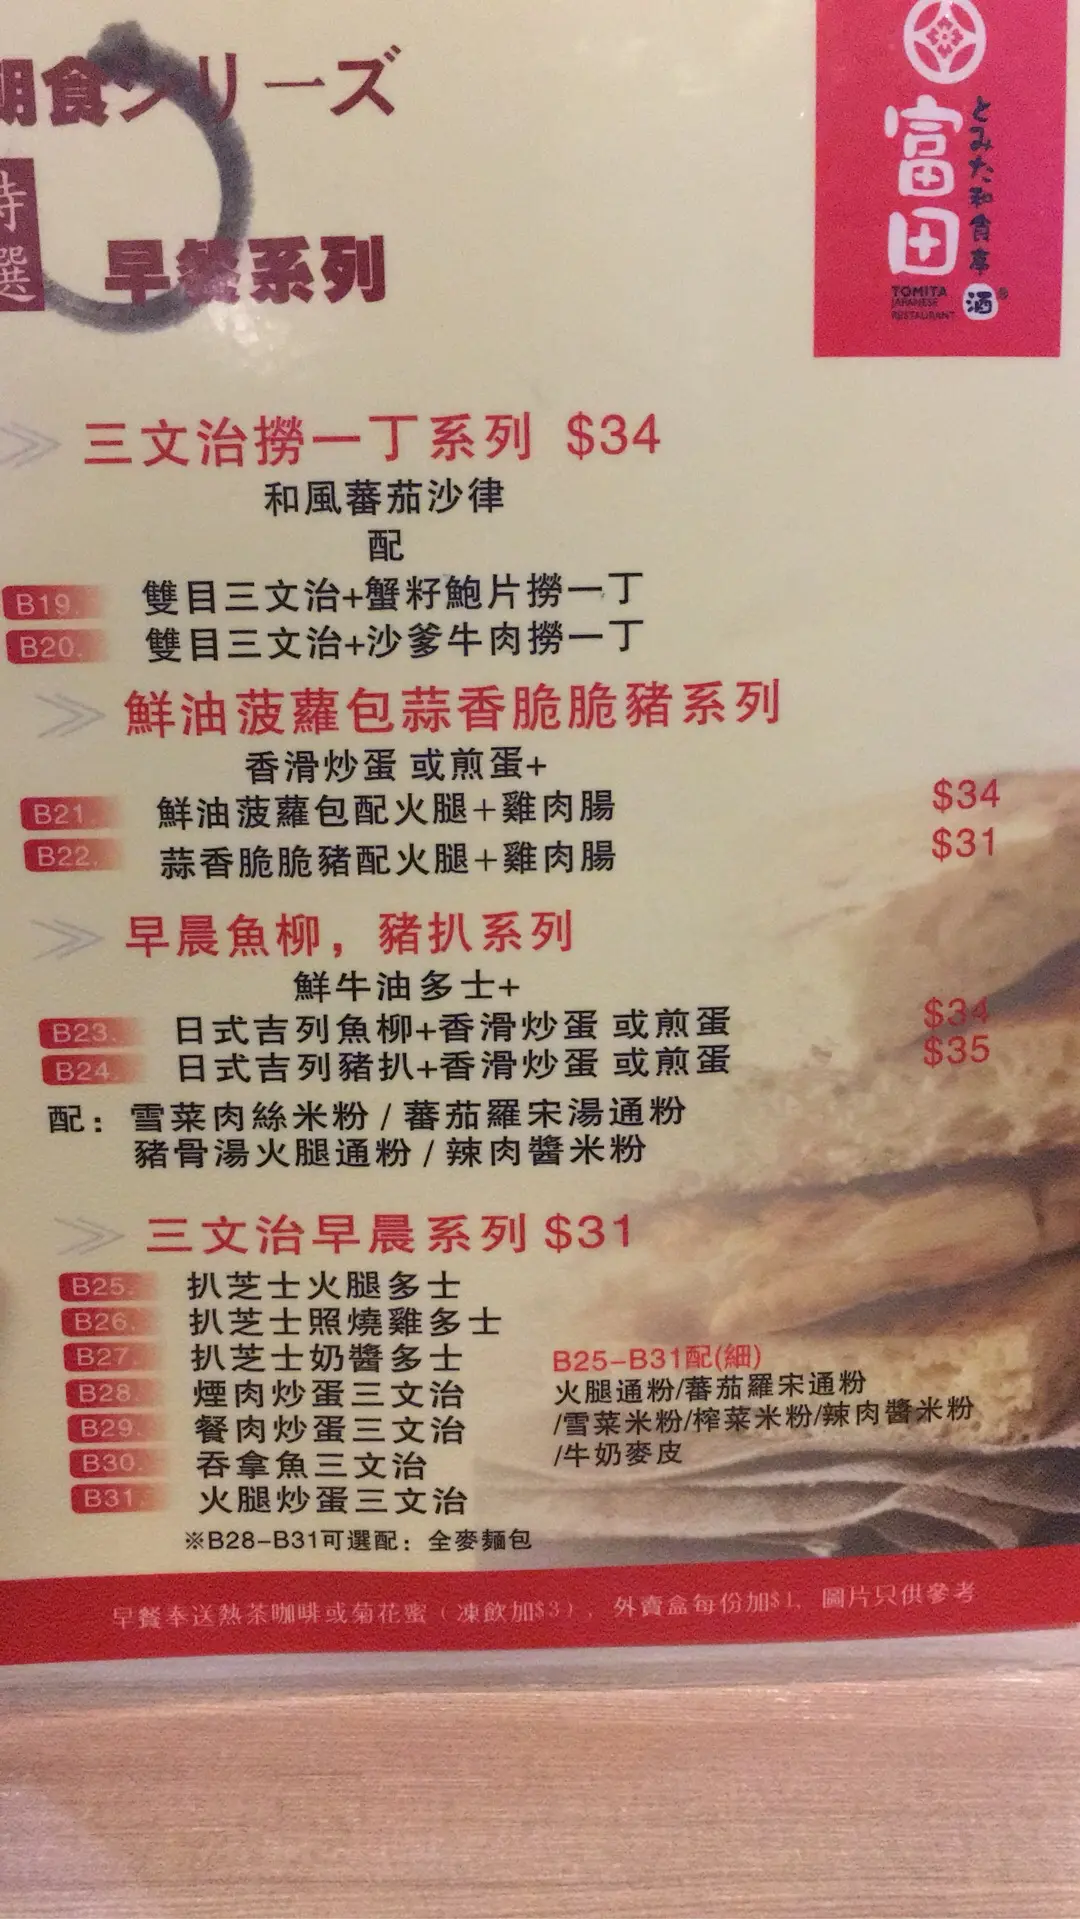 朝食シリーズ
特選
早餐系列
富田
とみた和食亭
TOMITA
JAPANESE
RESTAURANT
酒
三文治撈一丁系列 $34
和風蕃茄沙律
配
B19. 雙目三文治+蟹籽鮑片撈一丁
B20. 雙目三文治+沙爹牛肉撈一丁
鮮油菠蘿包蒜香脆脆豬系列
香滑炒蛋 或煎蛋+
B21. 鮮油菠蘿包配火腿+雞肉腸 $34
B22. 蒜香脆脆豬配火腿+雞肉腸 $31
早晨魚柳，豬扒系列
鮮牛油多士+
B23. 日式吉列魚柳+香滑炒蛋 或煎蛋 $34
B24. 日式吉列豬扒+香滑炒蛋 或煎蛋 $35
配：雪菜肉絲米粉 / 蕃茄羅宋湯通粉
豬骨湯火腿通粉 / 辣肉醬米粉
三文治早晨系列 $31
B25. 扒芝士火腿多士
B26. 扒芝士照燒雞多士
B27. 扒芝士奶醬多士
B28. 煙肉炒蛋三文治
B29. 餐肉炒蛋三文治
B30. 吞拿魚三文治
B31. 火腿炒蛋三文治
B25-B31配(細)
火腿通粉/蕃茄羅宋通粉
/雪菜米粉/榨菜米粉/辣肉醬米粉
/牛奶麥皮
※B28-B31可選配：全麥麵包
早餐奉送熱茶咖啡或菊花蜜（凍飲加$3），外賣盒每份加$1，圖片只供參考